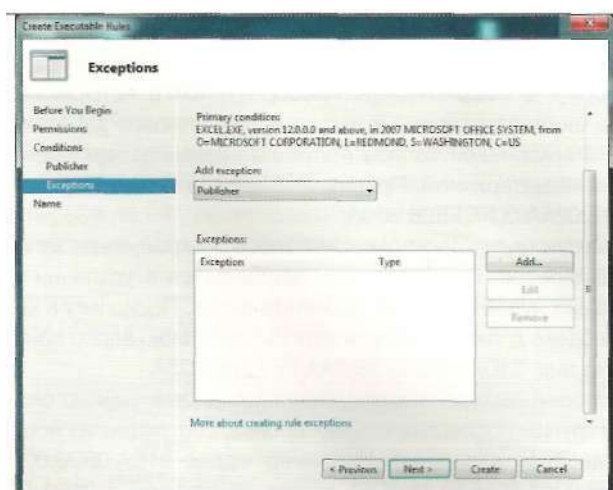 Create Executable Rules
Exceptions
Before You Begin
Permissions
Conditions
Publisher
Exceptions
Name
Primary condition:
EXCEL.EXE, version 12.0.0.0 and above, in 2007 MICROSOFT OFFICE SYSTEM, from
O=MICROSOFT CORPORATION, L=REDMOND, S=WASHINGTON, C=US
Add exception:
Publisher
Exceptions:
Exception Type
Add...
Edit
Remove
More about creating rule exceptions
< Previous Next > Create Cancel